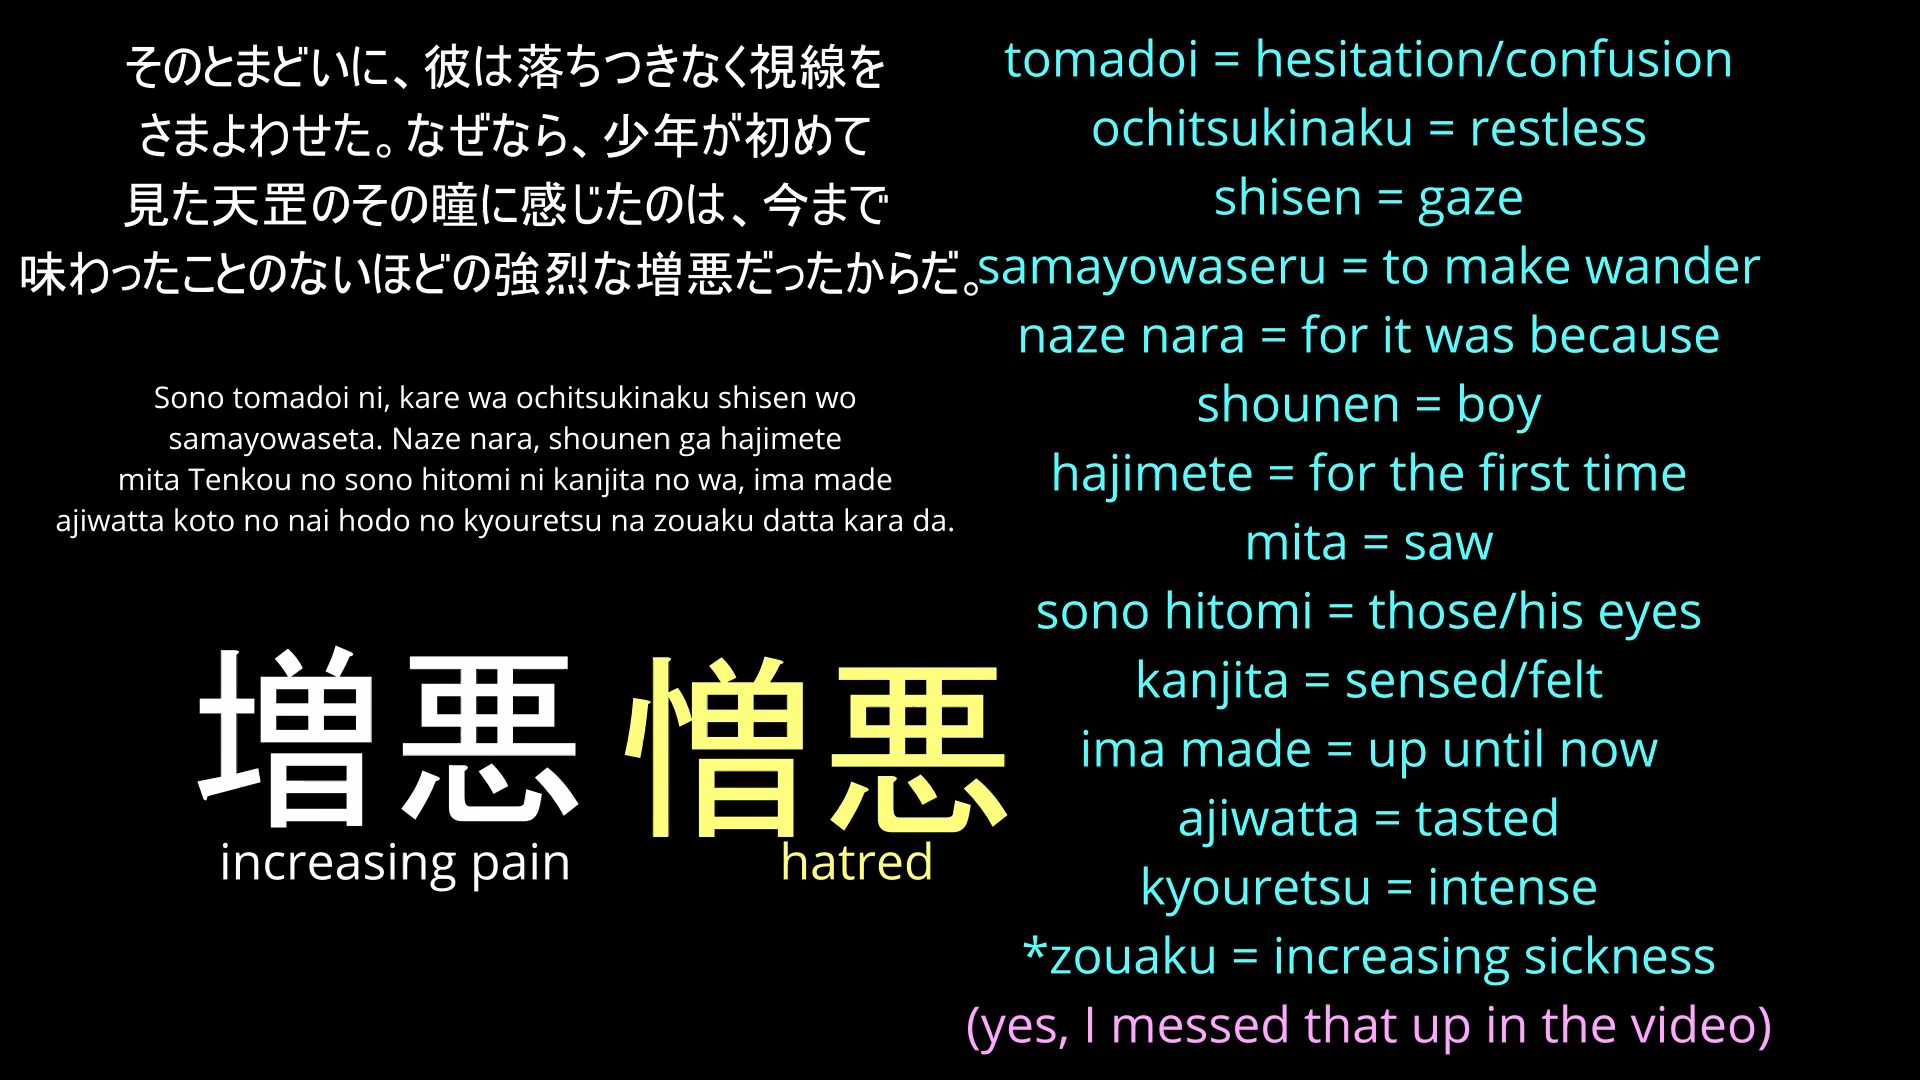 そのとまどいに、彼は落ちつきなく視線を
さまよわせた。なぜなら、少年が初めて
見た天罡のその瞳に感じたのは、今まで
味わったことのないほどの強烈な増悪だったからだ。
Sono tomadoi ni, kare wa ochitsukinaku shisen wo
samayowaseta. Naze nara, shounen ga hajimete
mita Tenkou no sono hitomi ni kanjita no wa, ima made
ajiwatta koto no nai hodo no kyouretsu na zouaku datta kara da.
増悪
increasing pain
憎悪
hatred
tomadoi = hesitation/confusion
ochitsukinaku = restless
shisen = gaze
samayowaseru = to make wander
naze nara = for it was because
shounen = boy
hajimete = for the first time
mita = saw
sono hitomi = those/his eyes
kanjita = sensed/felt
ima made = up until now
ajiwatta = tasted
kyouretsu = intense
*zouaku = increasing sickness
(yes, I messed that up in the video)